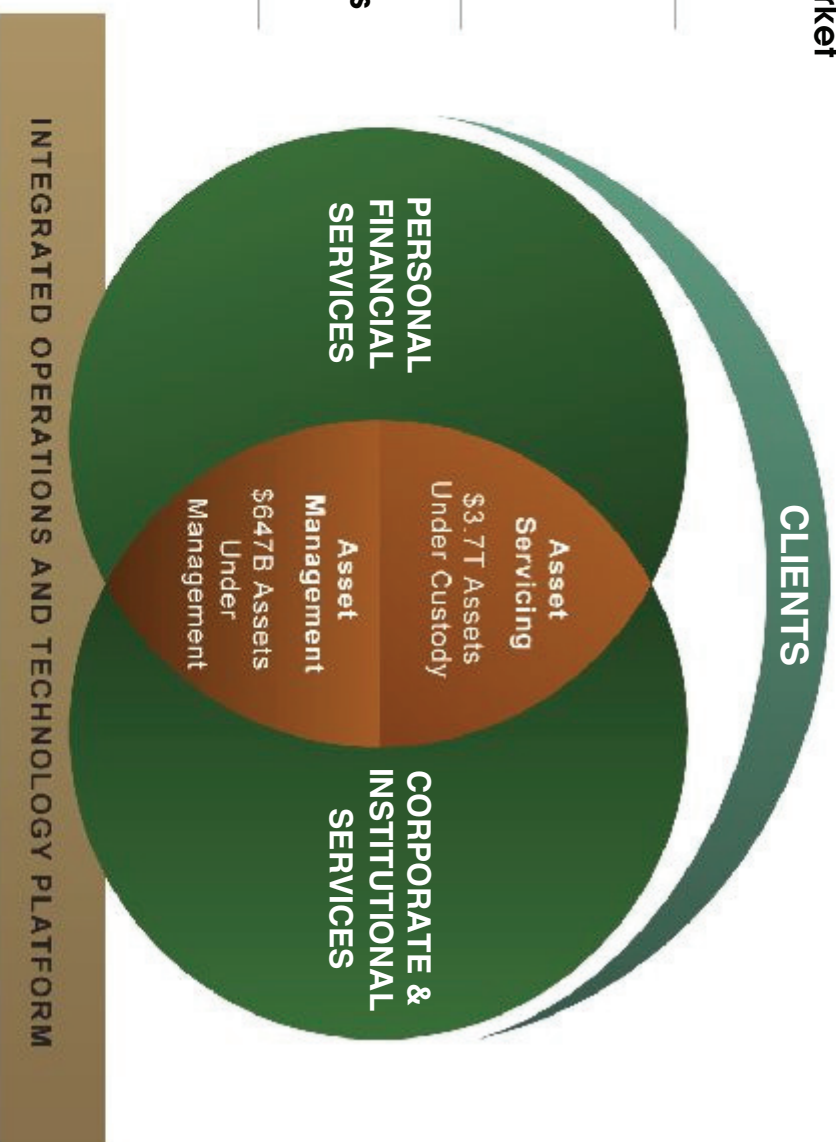 rket
s
CLIENTS
PERSONAL
FINANCIAL
SERVICES
Asset
Servicing
$3.7T Assets
Under Custody
Asset
Management
$647B Assets
Under
Management
CORPORATE &
INSTITUTIONAL
SERVICES
INTEGRATED OPERATIONS AND TECHNOLOGY PLATFORM